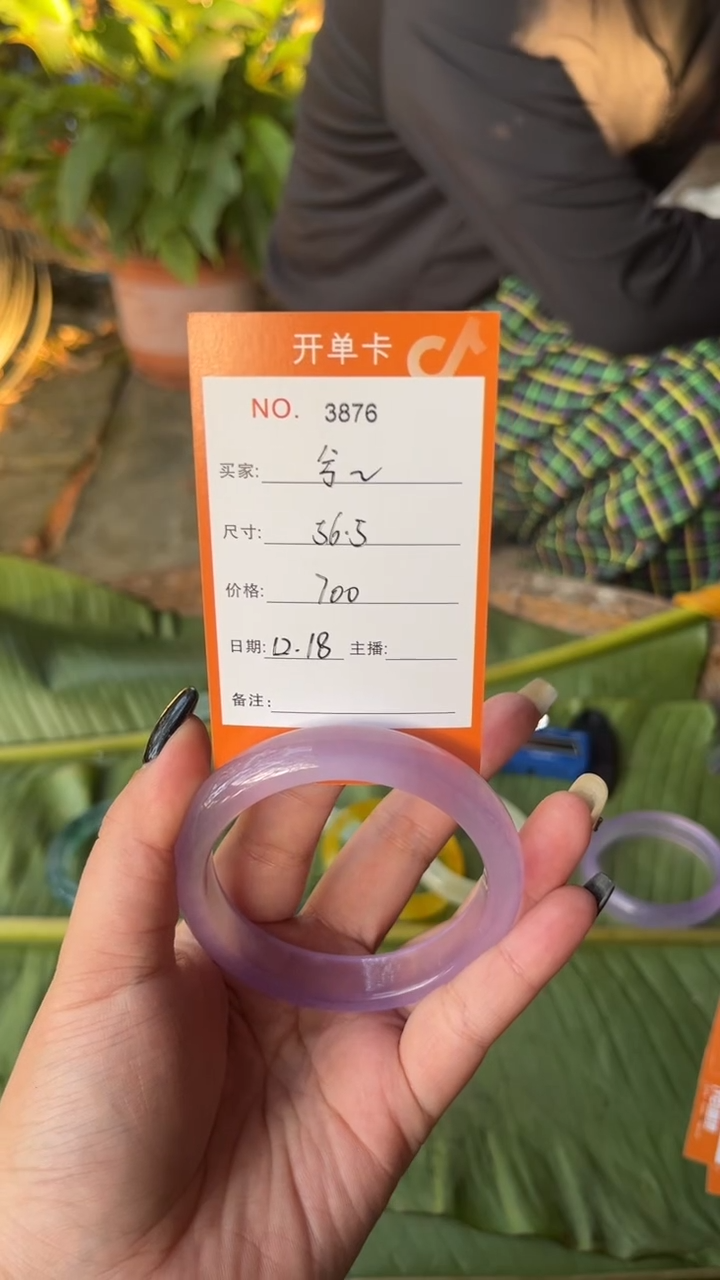 开单卡
NO. 3876
买家: 兮~
尺寸: 56.5
价格: 700
日期: 12.18 主播:
备注: